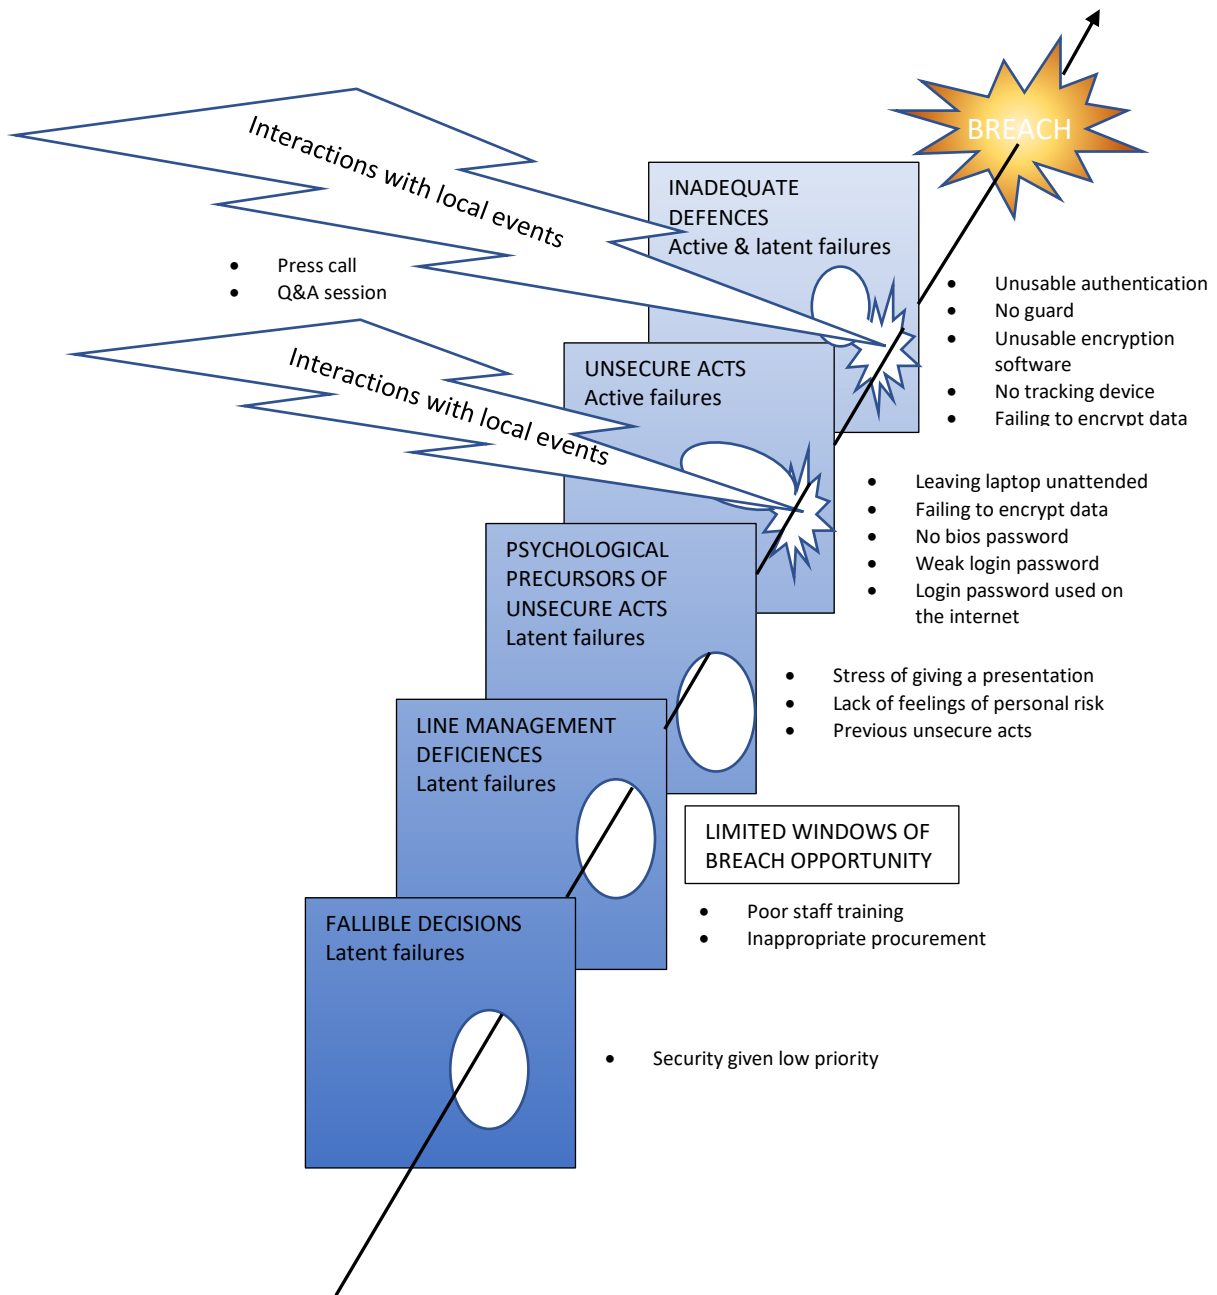 BREACH
Interactions with local events
INADEQUATE
DEFENCES
Active & latent failures
• Press call
• Q&A session
• Unusable authentication
• No guard
• Unusable encryption
software
• No tracking device
• Failing to encrypt data
Interactions with local events
UNSECURE ACTS
Active failures
• Leaving laptop unattended
• Failing to encrypt data
• No bios password
• Weak login password
• Login password used on
the internet
PSYCHOLOGICAL
PRECURSORS OF
UNSECURE ACTS
Latent failures
• Stress of giving a presentation
• Lack of feelings of personal risk
• Previous unsecure acts
LINE MANAGEMENT
DEFICIENCES
Latent failures
LIMITED WINDOWS OF
BREACH OPPORTUNITY
• Poor staff training
• Inappropriate procurement
FALLIBLE DECISIONS
Latent failures
• Security given low priority